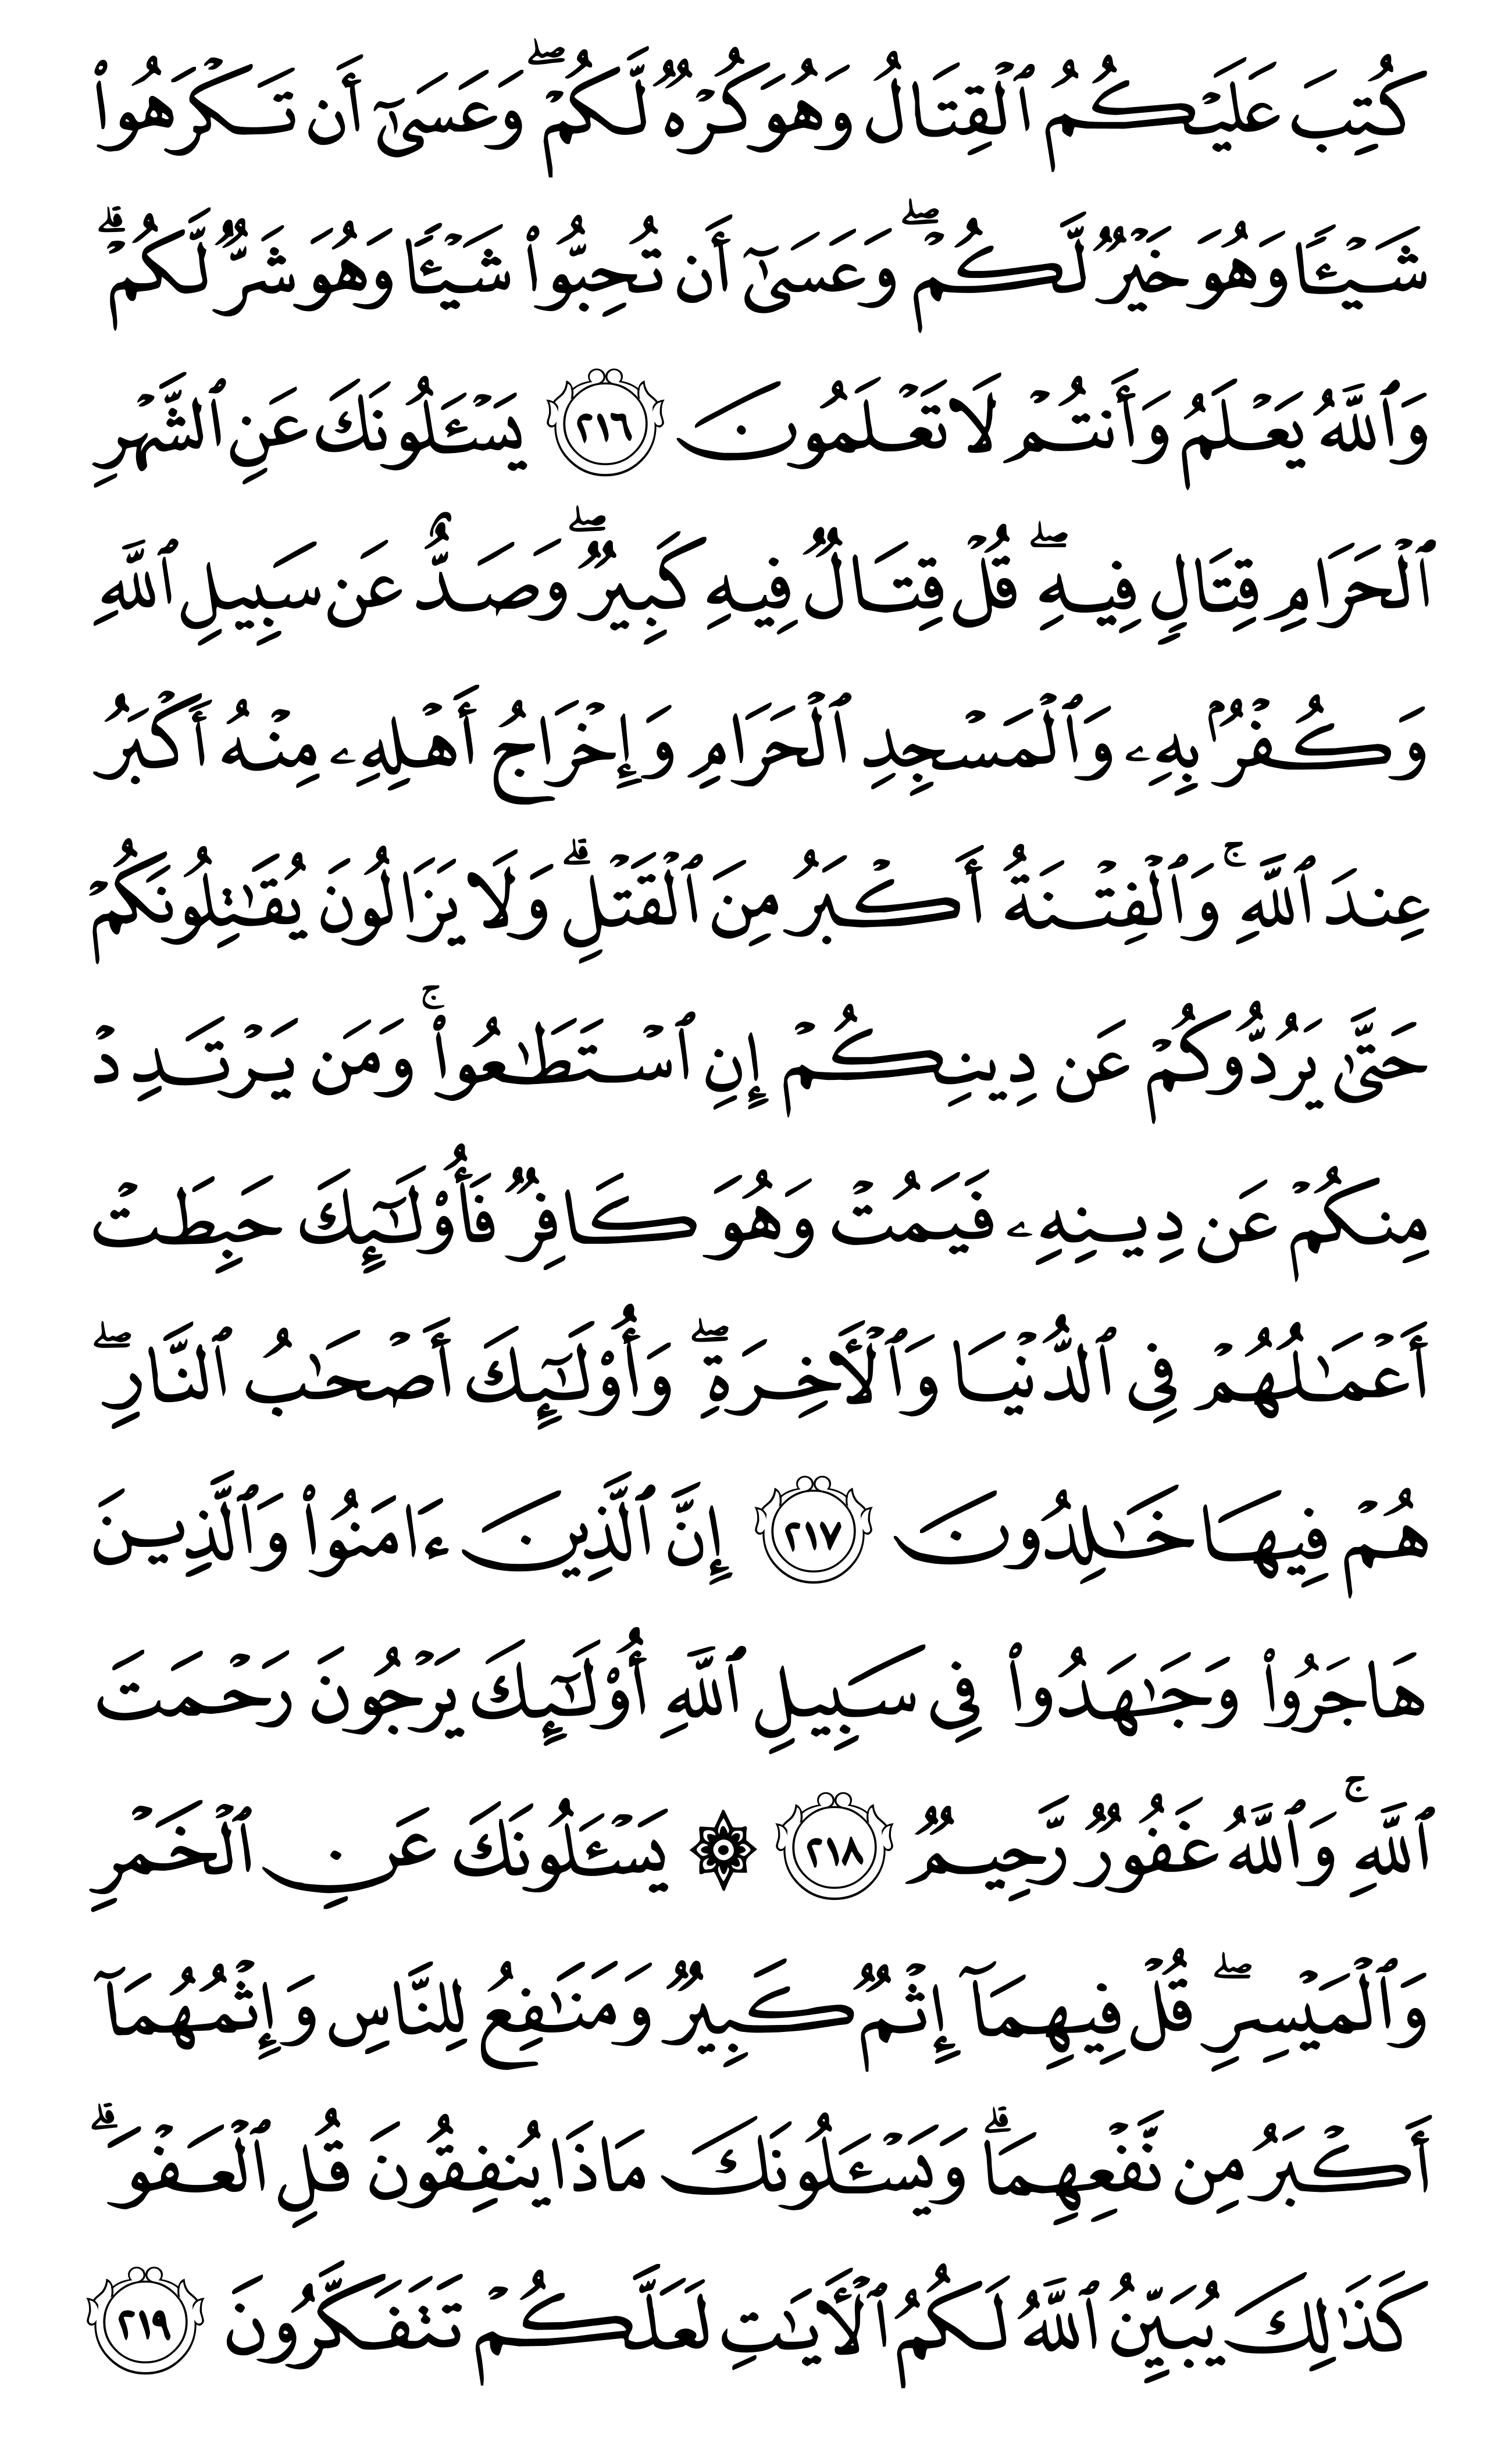 كُتِبَ عَلَيْكُمُ ٱلْقِتَالُ وَهُوَ كُرْهٌ لَّكُمْ ۖ وَعَسَىٰٓ أَن تَكْرَهُوا۟
شَيْـًٔا وَهُوَ خَيْرٌ لَّكُمْ ۖ وَعَسَىٰٓ أَن تُحِبُّوا۟ شَيْـًٔا وَهُوَ شَرٌّ لَّكُمْ ۗ
وَٱللَّهُ يَعْلَمُ وَأَنتُمْ لَا تَعْلَمُونَ ٢١٦ يَسْـَٔلُونَكَ عَنِ ٱلشَّهْرِ
ٱلْحَرَامِ قِتَالٍ فِيهِ ۖ قُلْ قِتَالٌ فِيهِ كَبِيرٌ ۖ وَصَدٌّ عَن سَبِيلِ ٱللَّهِ
وَكُفْرٌۢ بِهِۦ وَٱلْمَسْجِدِ ٱلْحَرَامِ وَإِخْرَاجُ أَهْلِهِۦ مِنْهُ أَكْبَرُ
عِندَ ٱللَّهِ ۚ وَٱلْفِتْنَةُ أَكْبَرُ مِنَ ٱلْقَتْلِ ۗ وَلَا يَزَالُونَ يُقَـٰتِلُونَكُمْ
حَتَّىٰ يَرُدُّوكُمْ عَن دِينِكُمْ إِنِ ٱسْتَطَـٰعُوا۟ ۚ وَمَن يَرْتَدِدْ
مِنكُمْ عَن دِينِهِۦ فَيَمُتْ وَهُوَ كَافِرٌ فَأُو۟لَـٰٓئِكَ حَبِطَتْ
أَعْمَـٰلُهُمْ فِى ٱلدُّنْيَا وَٱلْـَٔاخِرَةِ ۖ وَأُو۟لَـٰٓئِكَ أَصْحَـٰبُ ٱلنَّارِ ۖ
هُمْ فِيهَا خَـٰلِدُونَ ٢١٧ إِنَّ ٱلَّذِينَ ءَامَنُوا۟ وَٱلَّذِينَ
هَاجَرُوا۟ وَجَـٰهَدُوا۟ فِى سَبِيلِ ٱللَّهِ أُو۟لَـٰٓئِكَ يَرْجُونَ رَحْمَتَ
ٱللَّهِ ۚ وَٱللَّهُ غَفُورٌ رَّحِيمٌ ٢١٨ ۞ يَسْـَٔلُونَكَ عَنِ ٱلْخَمْرِ
وَٱلْمَيْسِرِ ۖ قُلْ فِيهِمَآ إِثْمٌ كَبِيرٌ وَمَنَـٰفِعُ لِلنَّاسِ وَإِثْمُهُمَآ
أَكْبَرُ مِن نَّفْعِهِمَا ۗ وَيَسْـَٔلُونَكَ مَاذَا يُنفِقُونَ قُلِ ٱلْعَفْوَ ۗ
كَذَٰلِكَ يُبَيِّنُ ٱللَّهُ لَكُمُ ٱلْـَٔايَـٰتِ لَعَلَّكُمْ تَتَفَكَّرُونَ ٢١٩